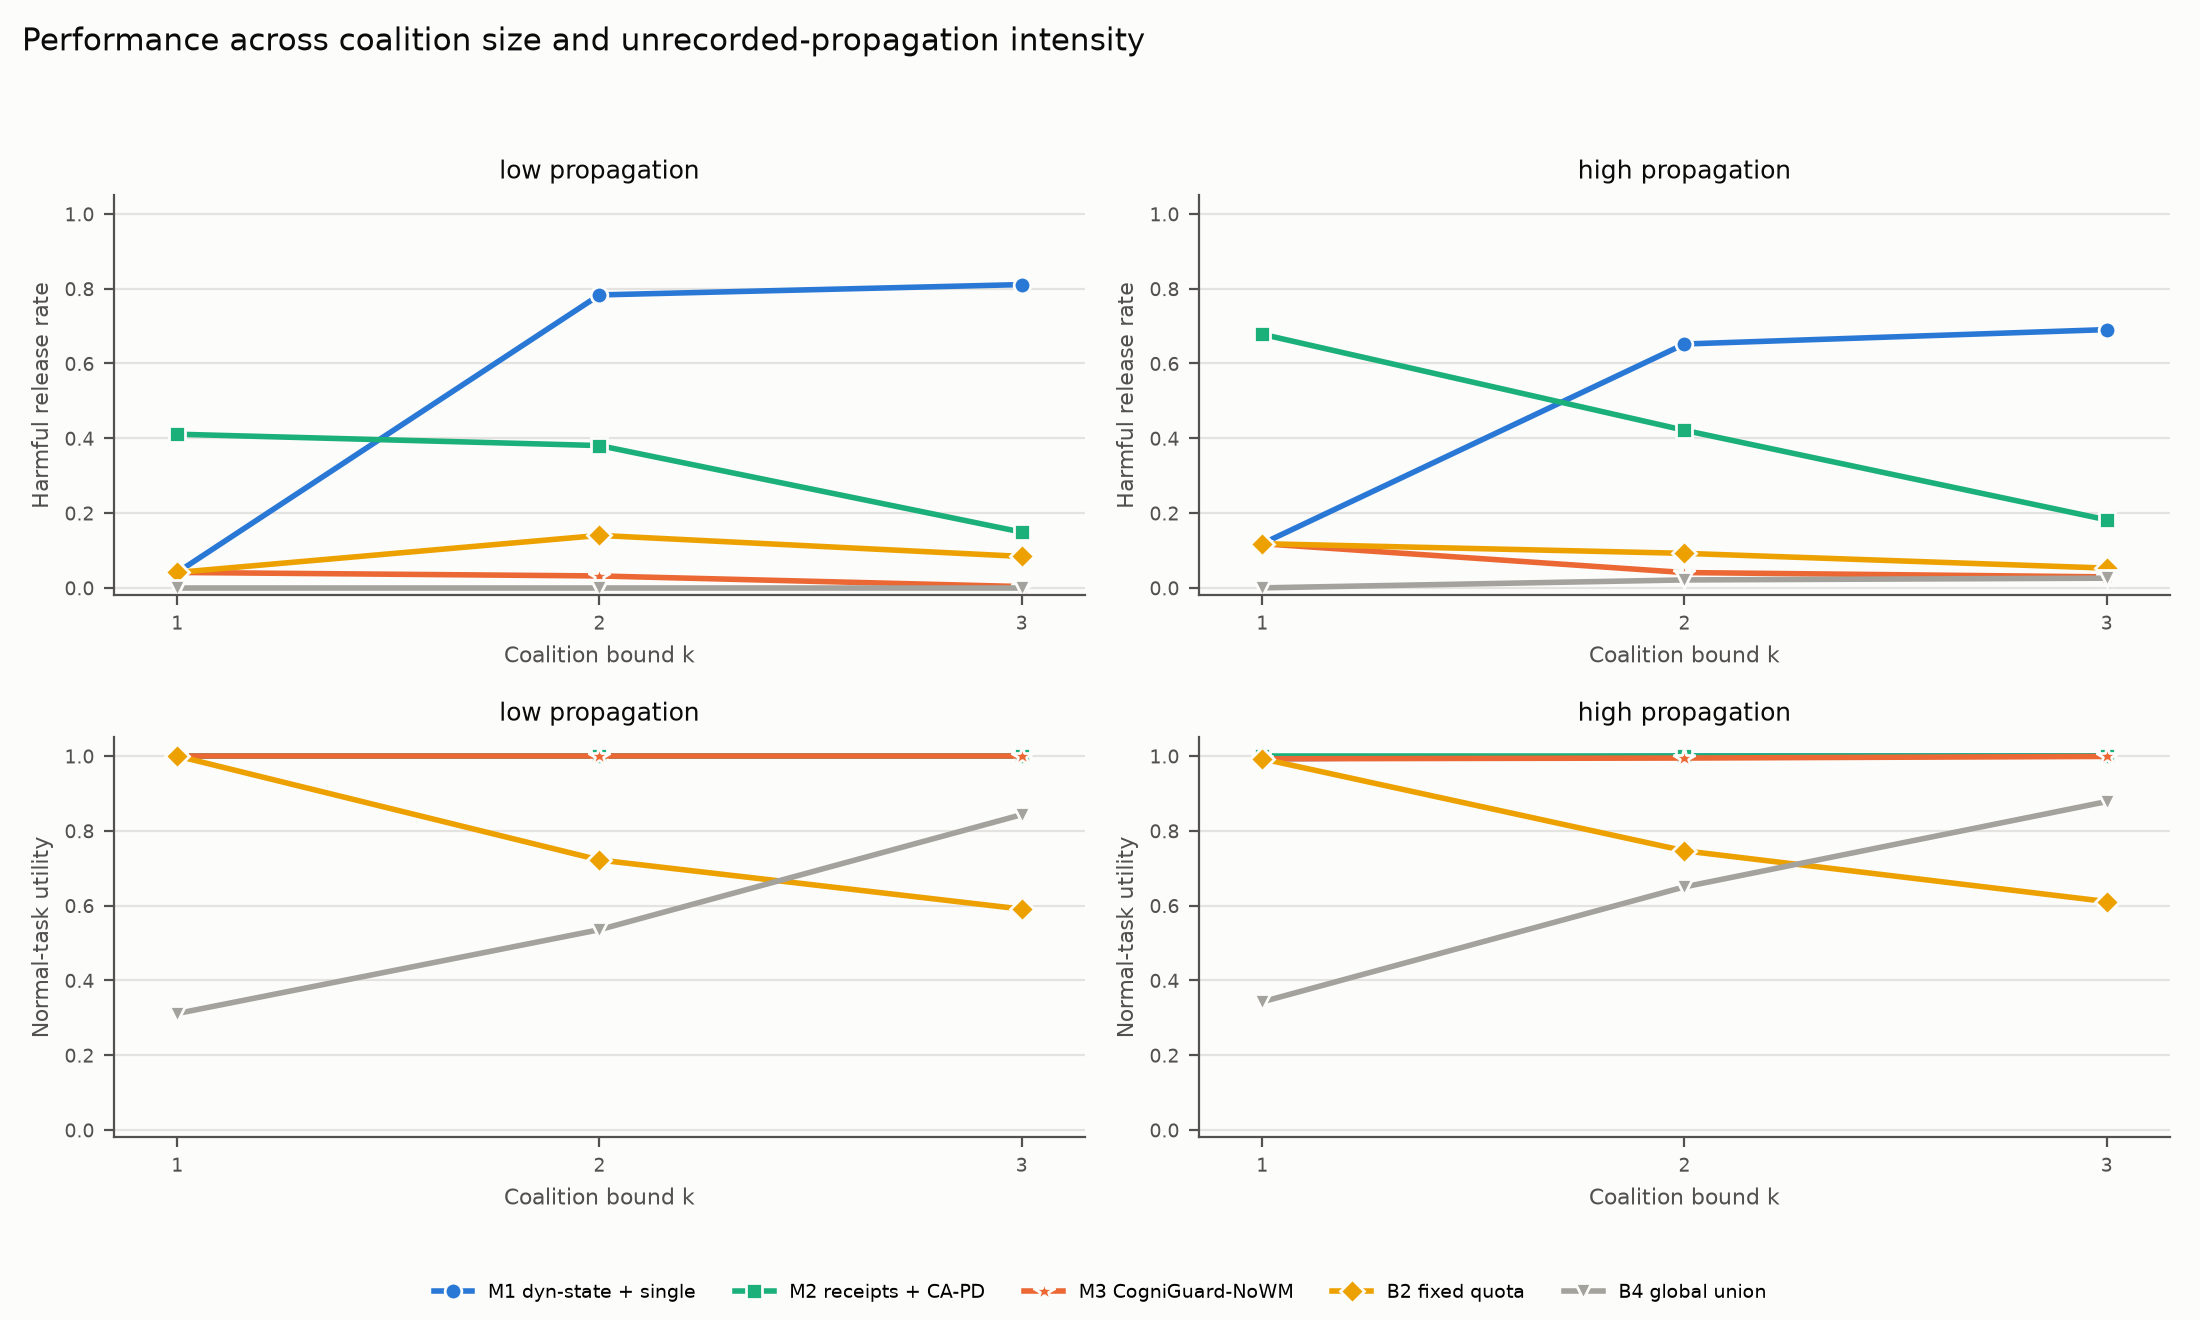 Performance across coalition size and unrecorded-propagation intensity
low propagation
Harmful release rate
1.0
0.8
0.6
0.4
0.2
0.0
1
2
3
Coalition bound k
high propagation
Harmful release rate
1.0
0.8
0.6
0.4
0.2
0.0
1
2
3
Coalition bound k
low propagation
Normal-task utility
1.0
0.8
0.6
0.4
0.2
0.0
1
2
3
Coalition bound k
high propagation
Normal-task utility
1.0
0.8
0.6
0.4
0.2
0.0
1
2
3
Coalition bound k
M1 dyn-state + single
M2 receipts + CA-PD
M3 CogniGuard-NoWM
B2 fixed quota
B4 global union